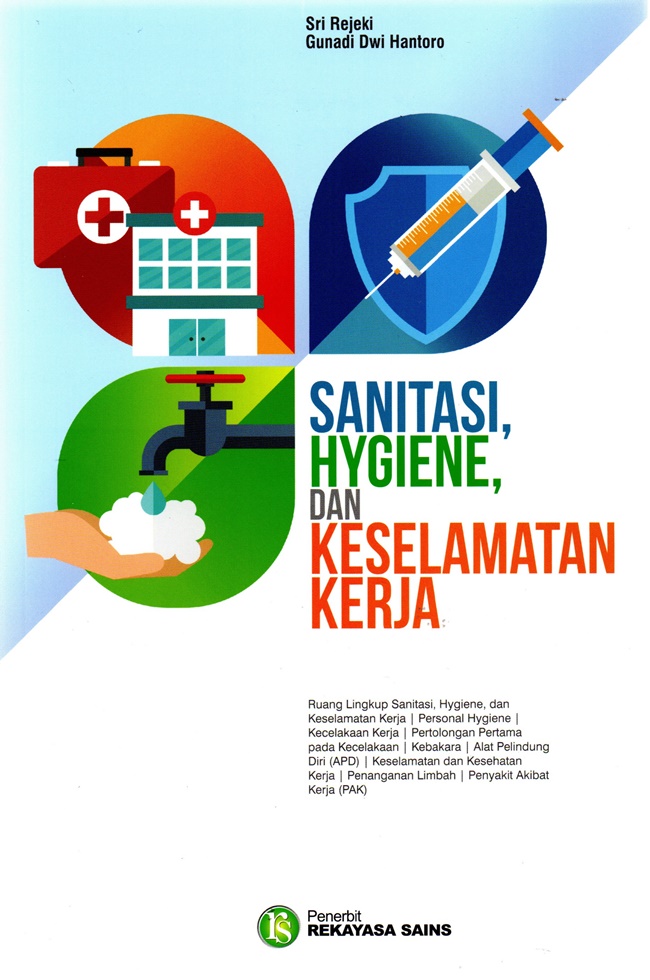 Sri Rejeki
Gunadi Dwi Hantoro
SANITASI,
HYGIENE,
DAN
KESELAMATAN
KERJA
Ruang Lingkup Sanitasi, Hygiene, dan
Keselamatan Kerja | Personal Hygiene |
Kecelakaan Kerja | Pertolongan Pertama
pada Kecelakaan | Kebakara | Alat Pelindung
Diri (APD) | Keselamatan dan Kesehatan
Kerja | Penanganan Limbah | Penyakit Akibat
Kerja (PAK)
rs
Penerbit
REKAYASA SAINS